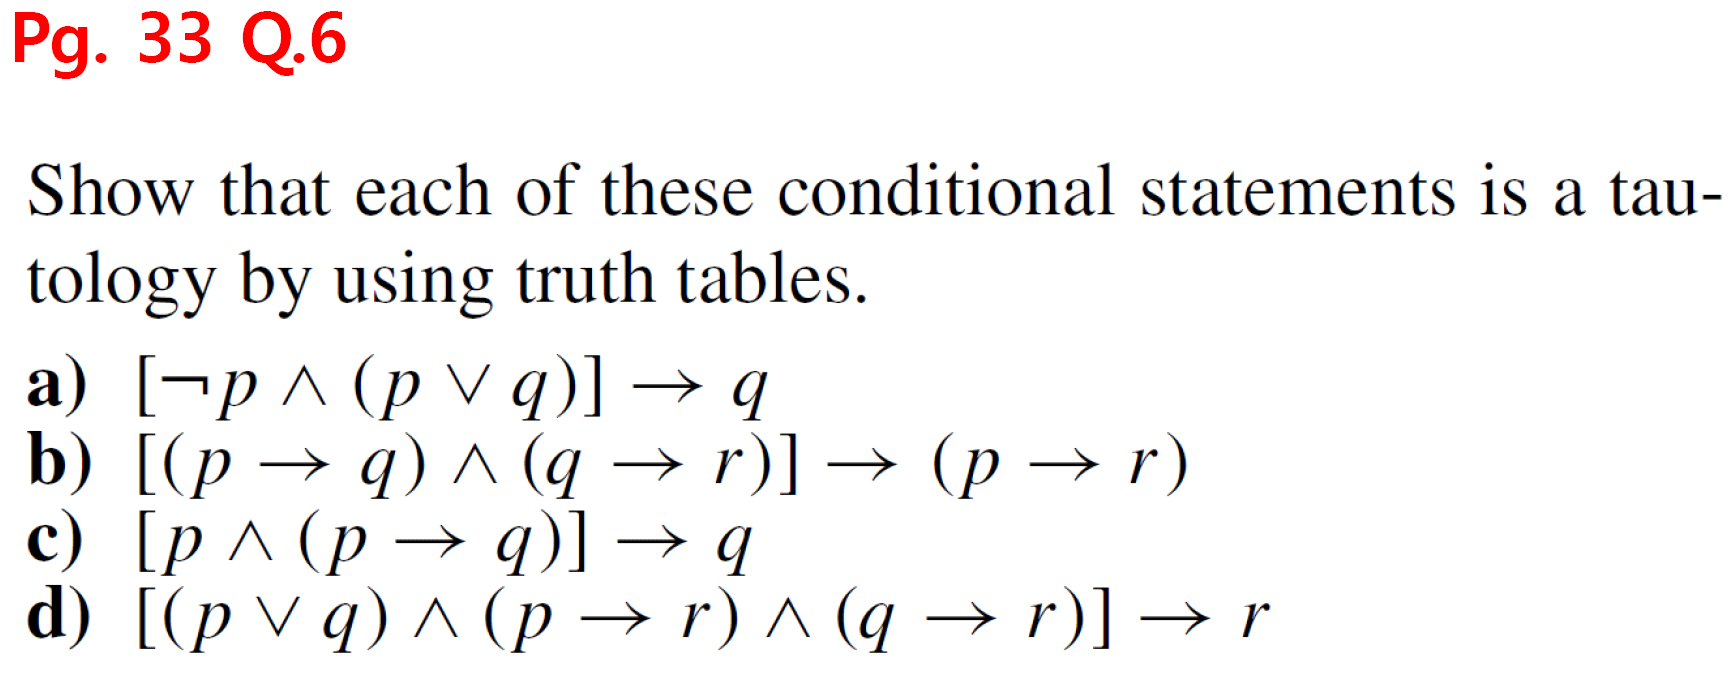 Pg. 33 Q.6
Show that each of these conditional statements is a tau-
tology by using truth tables.
a) [¬p ∧ (p ∨ q)] → q
b) [(p → q) ∧ (q → r)] → (p → r)
c) [p ∧ (p → q)] → q
d) [(p ∨ q) ∧ (p → r) ∧ (q → r)] → r